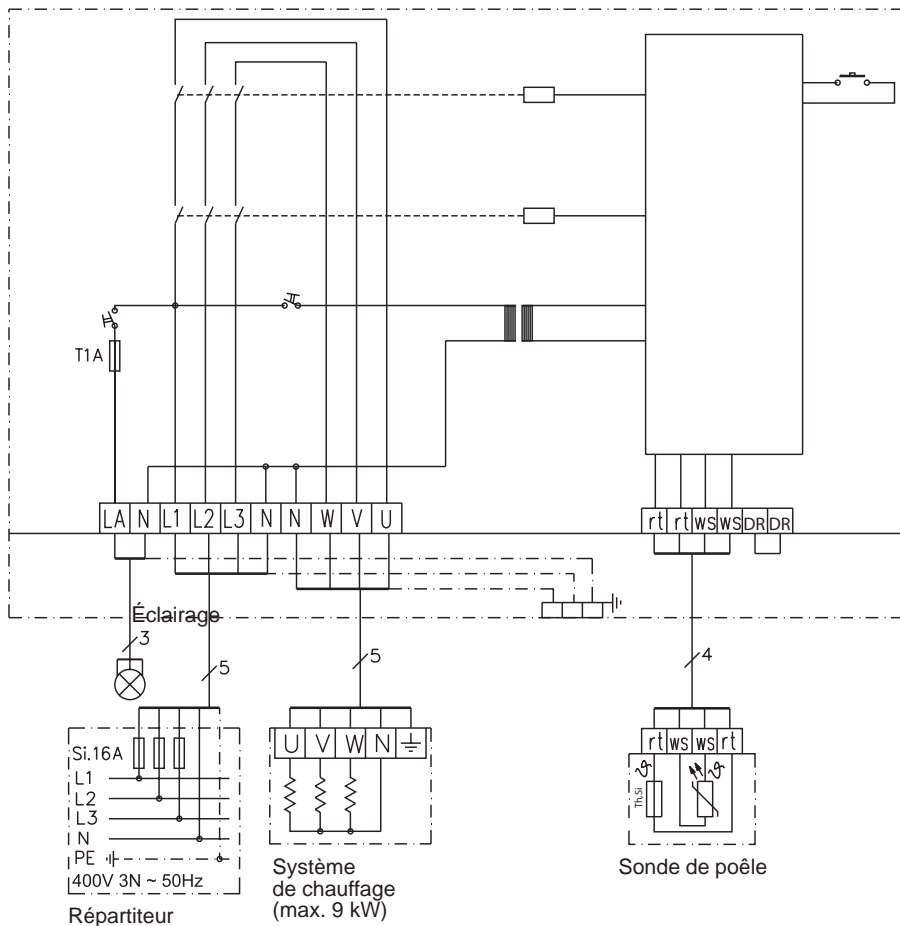 T1A
LA N L1 L2 L3 N N W V U
rt rt ws ws DR DR
Éclairage
3
5
5
4
Si.16A
L1
L2
L3
N
PE
400V 3N ~ 50Hz
Répartiteur
U V W N
Système
de chauffage
(max. 9 kW)
rt ws ws rt
ϑ
ϑ
Th,Si
Sonde de poêle